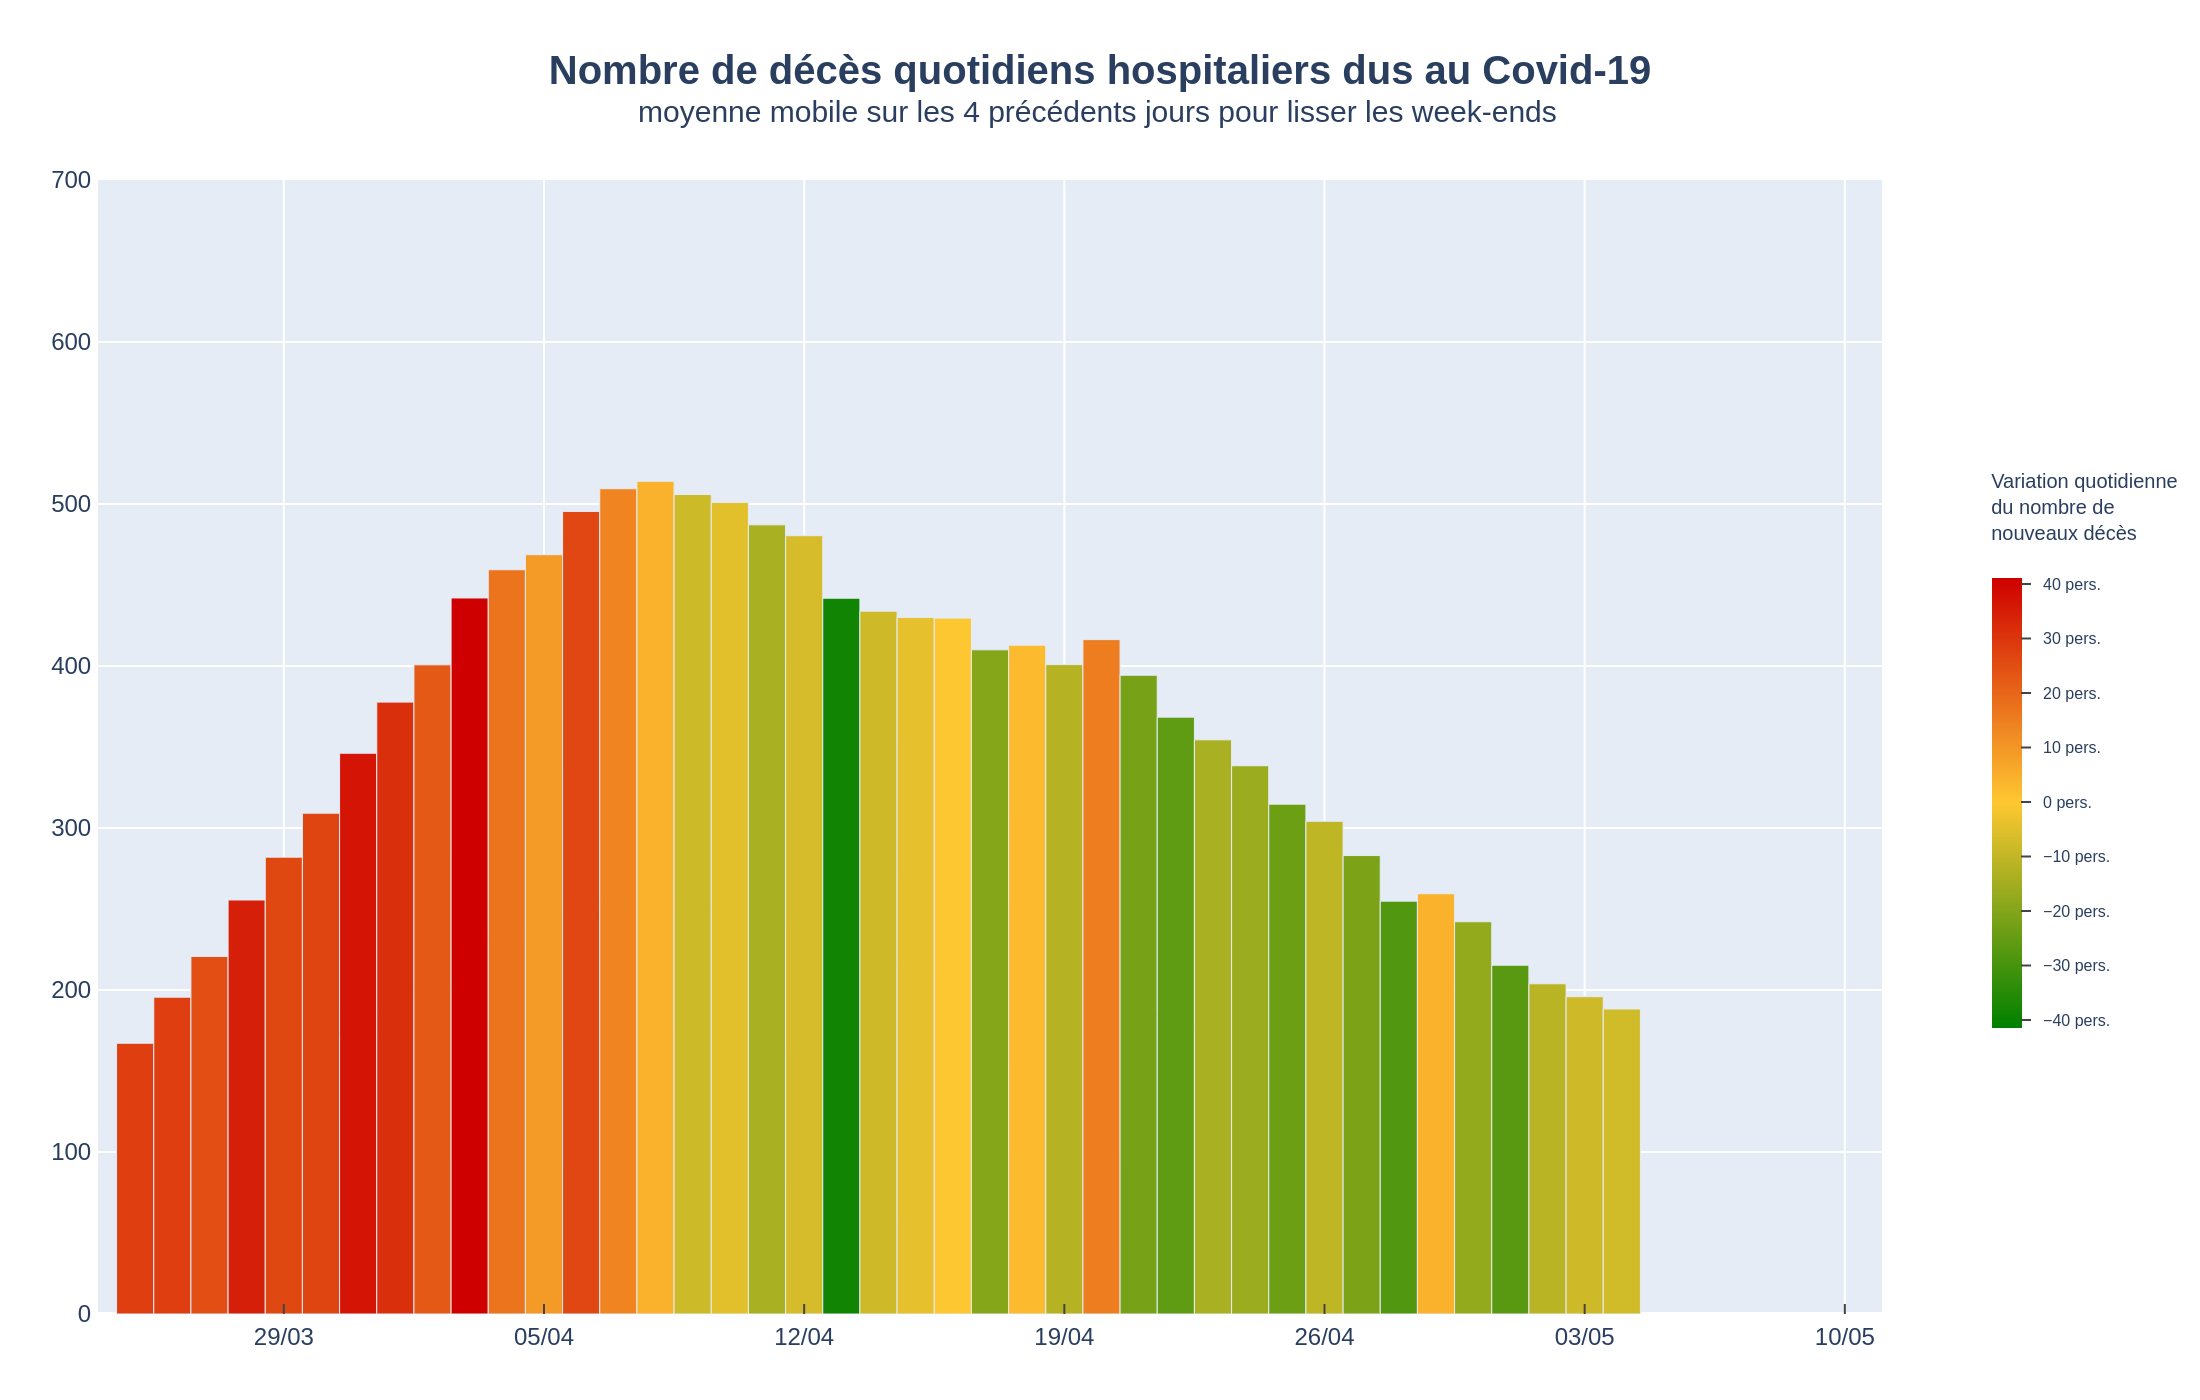 Nombre de décès quotidiens hospitaliers dus au Covid-19
moyenne mobile sur les 4 précédents jours pour lisser les week-ends
700
600
500
400
300
200
100
0
29/03
05/04
12/04
19/04
26/04
03/05
10/05
Variation quotidienne
du nombre de
nouveaux décès
40 pers.
30 pers.
20 pers.
10 pers.
0 pers.
−10 pers.
−20 pers.
−30 pers.
−40 pers.